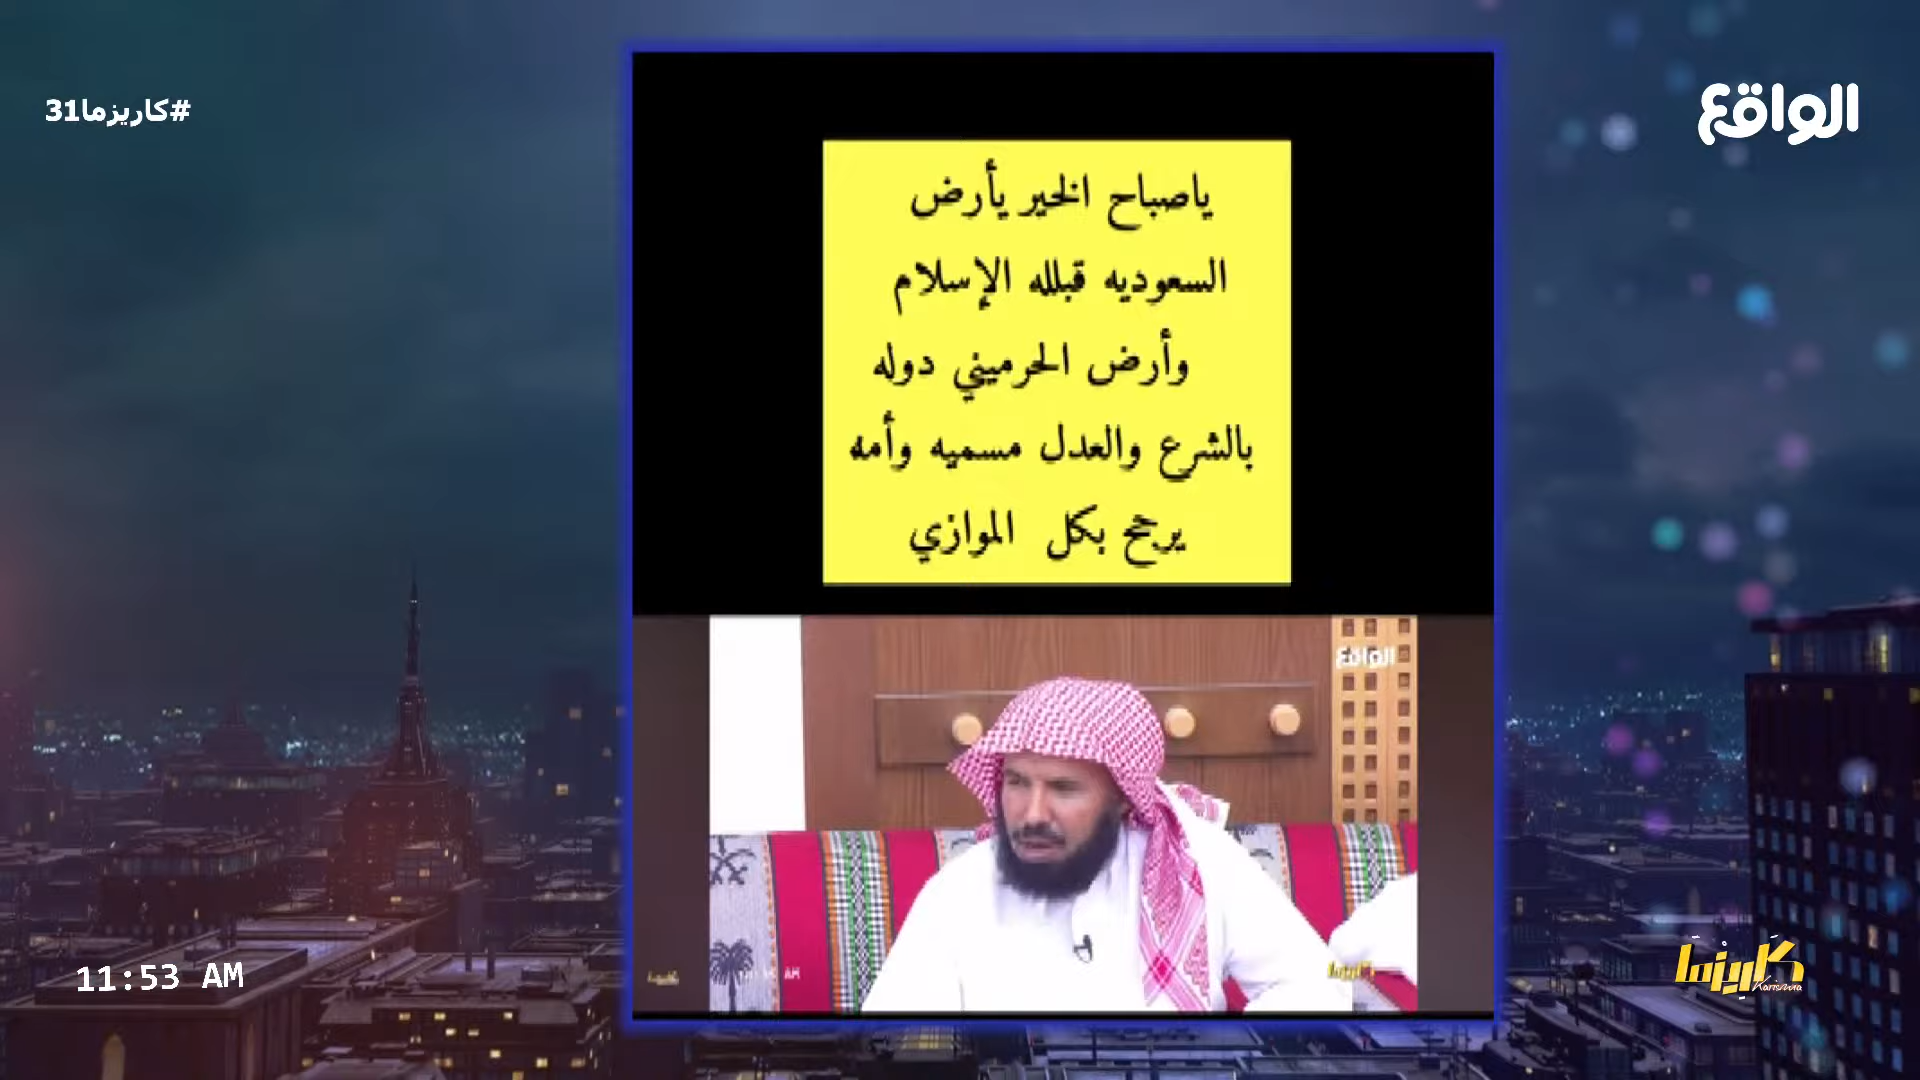 #كاريزما31
الواقع
ياصباح الخير يأرض
السعوديه قبلله الإسلام
وأرض الحرميني دوله
بالشرع والعدل مسميه وأمه
يرجح بكل الموازي
الواقع
11:53 AM
كاريزما
Karisma